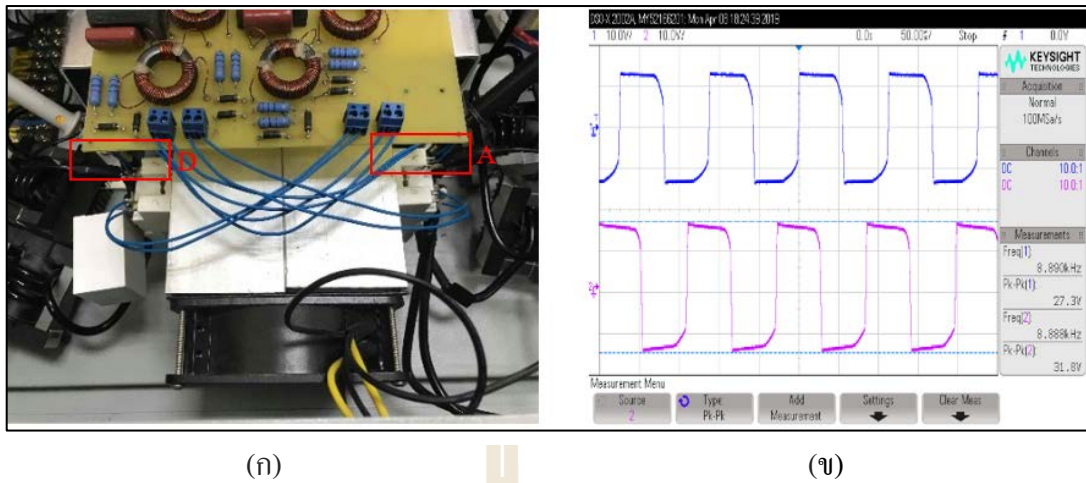 D
A
DSO-X 2002A, MY52166201: Mon Apr 08 18:24:39 2019
1 10.0V/ 2 10.0V/ 0.0s 50.00%/ Stop 1 0.0V
KEYSIGHT
TECHNOLOGIES
Acquisition
Normal
100MSa/s
Channels
DC 10.0:1
DC 10.0:1
Measurements
Freq(1):
8.890kHz
Pk-Pk(1):
27.3V
Freq(2):
8.888kHz
Pk-Pk(2):
31.8V
Measurement Menu
Source
2
Type:
Pk-Pk
Add
Measurement
Settings
Clear Meas
(ก)
(ข)